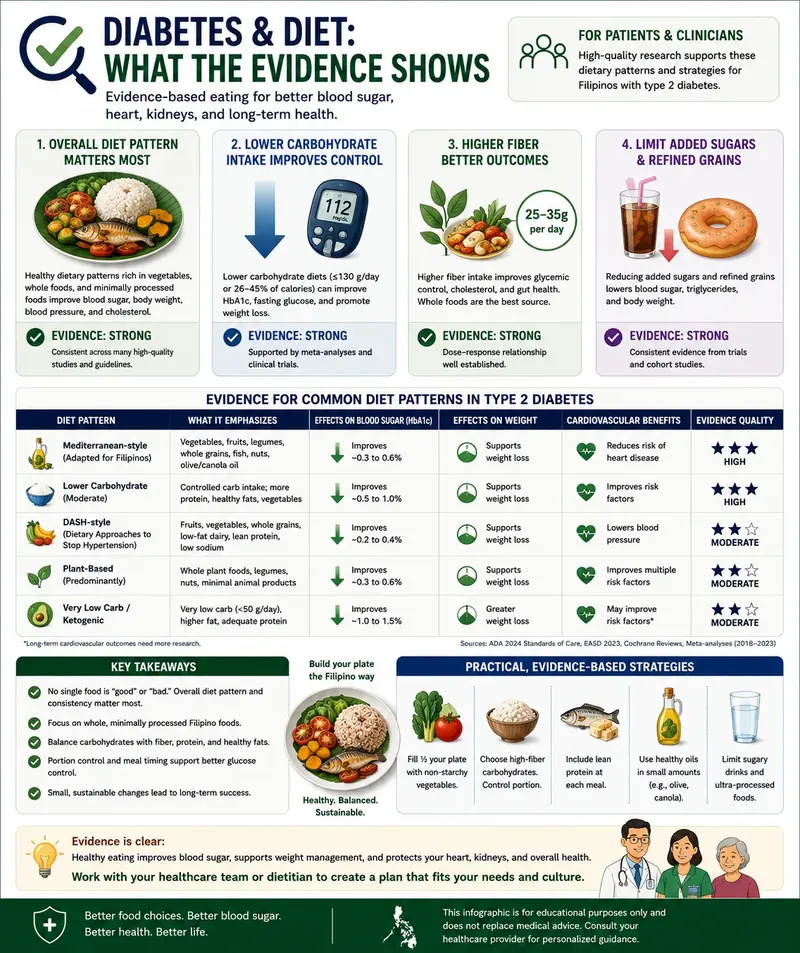 DIABETES & DIET:
WHAT THE EVIDENCE SHOWS
Evidence-based eating for better blood sugar,
heart, kidneys, and long-term health.
FOR PATIENTS & CLINICIANS
High-quality research supports these
dietary patterns and strategies for
Filipinos with type 2 diabetes.
1. OVERALL DIET PATTERN
MATTERS MOST
Healthy dietary patterns rich in vegetables,
whole foods, and minimally processed
foods improve blood sugar, body weight,
blood pressure, and cholesterol.
EVIDENCE: STRONG
Consistent across many high-quality
studies and guidelines.
2. LOWER CARBOHYDRATE
INTAKE IMPROVES CONTROL
112
mg/dL
Lower carbohydrate diets (≤130 g/day
or 26–45% of calories) can improve
HbA1c, fasting glucose, and promote
weight loss.
EVIDENCE: STRONG
Supported by meta-analyses and
clinical trials.
3. HIGHER FIBER
BETTER OUTCOMES
25–35g
per day
Higher fiber intake improves glycemic
control, cholesterol, and gut health.
Whole foods are the best source.
EVIDENCE: STRONG
Dose–response relationship
well established.
4. LIMIT ADDED SUGARS
& REFINED GRAINS
Reducing added sugars and refined grains
lowers blood sugar, triglycerides,
and body weight.
EVIDENCE: STRONG
Consistent evidence from trials
and cohort studies.
EVIDENCE FOR COMMON DIET PATTERNS IN TYPE 2 DIABETES
DIET PATTERN
WHAT IT EMPHASIZES
EFFECTS ON BLOOD SUGAR (HbA1c)
EFFECTS ON WEIGHT
CARDIOVASCULAR BENEFITS
EVIDENCE QUALITY
Mediterranean-style
(Adapted for Filipinos)
Vegetables, fruits, legumes,
whole grains, fish, nuts,
olive/canola oil
Improves
~0.3 to 0.6%
Supports
weight loss
Reduces risk of
heart disease
HIGH
Lower Carbohydrate
(Moderate)
Controlled carb intake; more
protein, healthy fats, vegetables
Improves
~0.5 to 1.0%
Supports
weight loss
Improves risk
factors
HIGH
DASH-style
(Dietary Approaches to
Stop Hypertension)
Fruits, vegetables, whole grains,
low-fat dairy, lean protein,
low sodium
Improves
~0.2 to 0.4%
Supports
weight loss
Lowers blood
pressure
MODERATE
Plant-Based
(Predominantly)
Whole plant foods, legumes,
nuts, minimal animal products
Improves
~0.3 to 0.6%
Supports
weight loss
Improves multiple
risk factors
MODERATE
Very Low Carb /
Ketogenic
Very low carb (<50 g/day),
higher fat, adequate protein
Improves
~1.0 to 1.5%
Greater
weight loss
May improve
risk factors*
MODERATE
*Long-term cardiovascular outcomes need more research.
Sources: ADA 2024 Standards of Care, EASD 2023, Cochrane Reviews, Meta-analyses (2018–2023)
KEY TAKEAWAYS
No single food is “good” or “bad.” Overall diet pattern and
consistency matter most.
Focus on whole, minimally processed Filipino foods.
Balance carbohydrates with fiber, protein, and healthy fats.
Portion control and meal timing support better glucose
control.
Small, sustainable changes lead to long-term success.
Build your plate
the Filipino way
Healthy. Balanced.
Sustainable.
PRACTICAL, EVIDENCE-BASED STRATEGIES
Fill ½ your plate
with non-starchy
vegetables.
Choose high-fiber
carbohydrates.
Control portion.
Include lean
protein at
each meal.
Use healthy oils
in small amounts
(e.g., olive,
canola).
Limit sugary
drinks and
ultra-processed
foods.
Evidence is clear:
Healthy eating improves blood sugar, supports weight management, and protects your heart, kidneys, and overall health.
Work with your healthcare team or dietitian to create a plan that fits your needs and culture.
Better food choices. Better blood sugar.
Better health. Better life.
This infographic is for educational purposes only and
does not replace medical advice. Consult your
healthcare provider for personalized guidance.